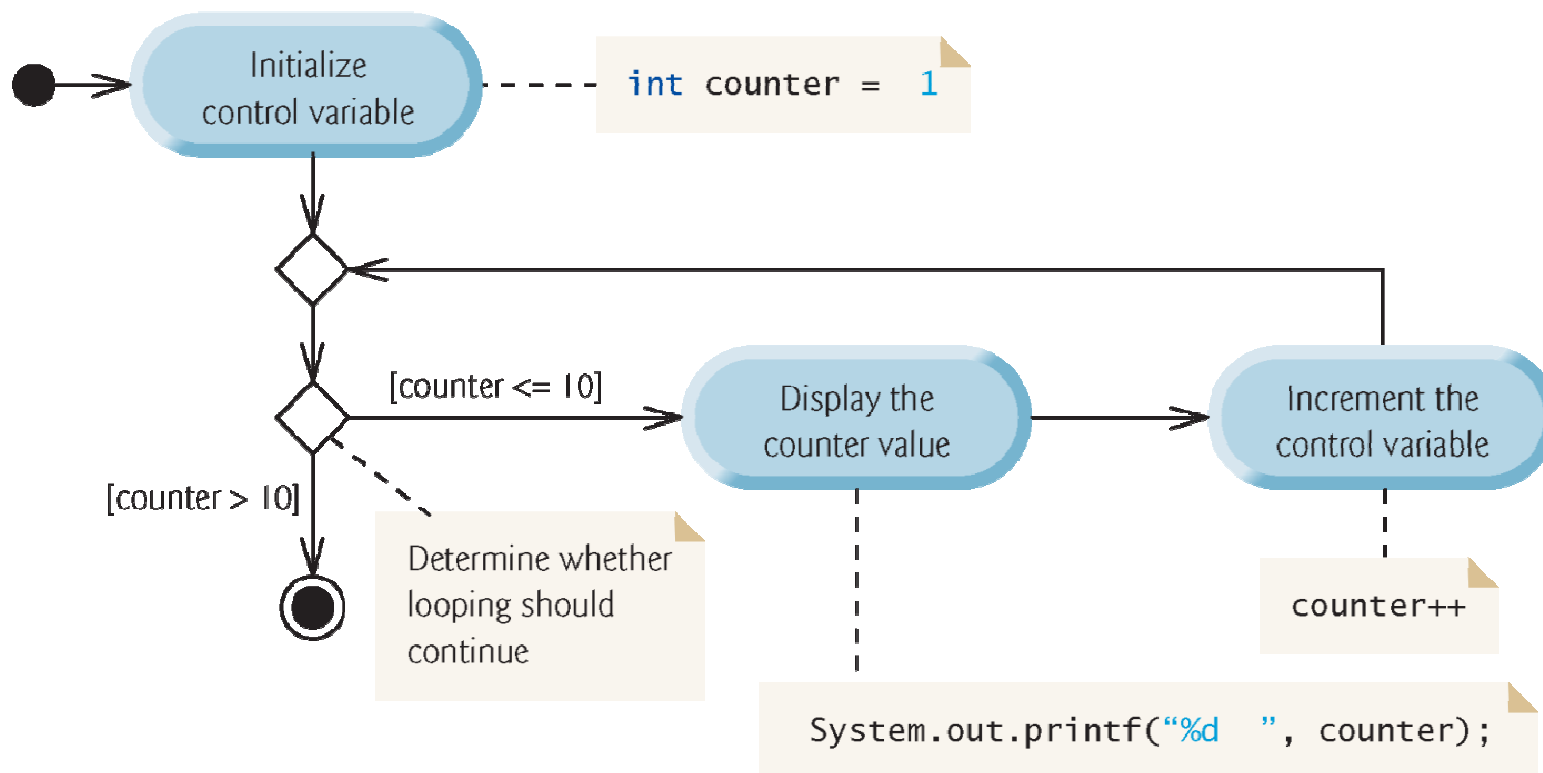 Initialize
control variable
int counter =  1
[counter <= 10]
Display the
counter value
Increment the
control variable
[counter > 10]
Determine whether
looping should
continue
counter++
System.out.printf(“%d  ”, counter);